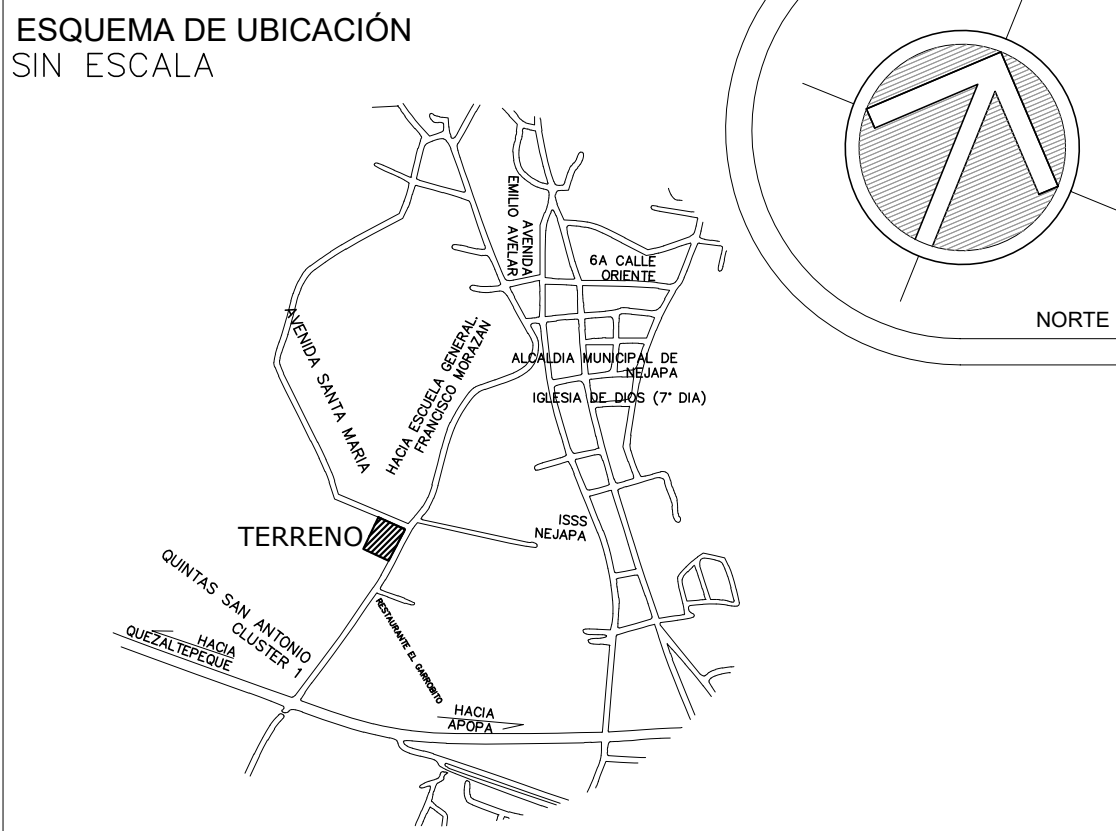 ESQUEMA DE UBICACIÓN
SIN ESCALA
AVENIDA
EMILIO AVELAR
6A CALLE
ORIENTE
NORTE
AVENIDA SANTA MARIA
HACIA ESCUELA GENERAL.
FRANCISCO MORAZAN
ALCALDIA MUNICIPAL DE
NEJAPA
IGLESIA DE DIOS (7° DIA)
ISSS
NEJAPA
TERRENO
QUINTAS SAN ANTONIO
CLUSTER 1
HACIA
QUEZALTEPEQUE
RESTAURANTE EL GARROBITO
HACIA
APOPA